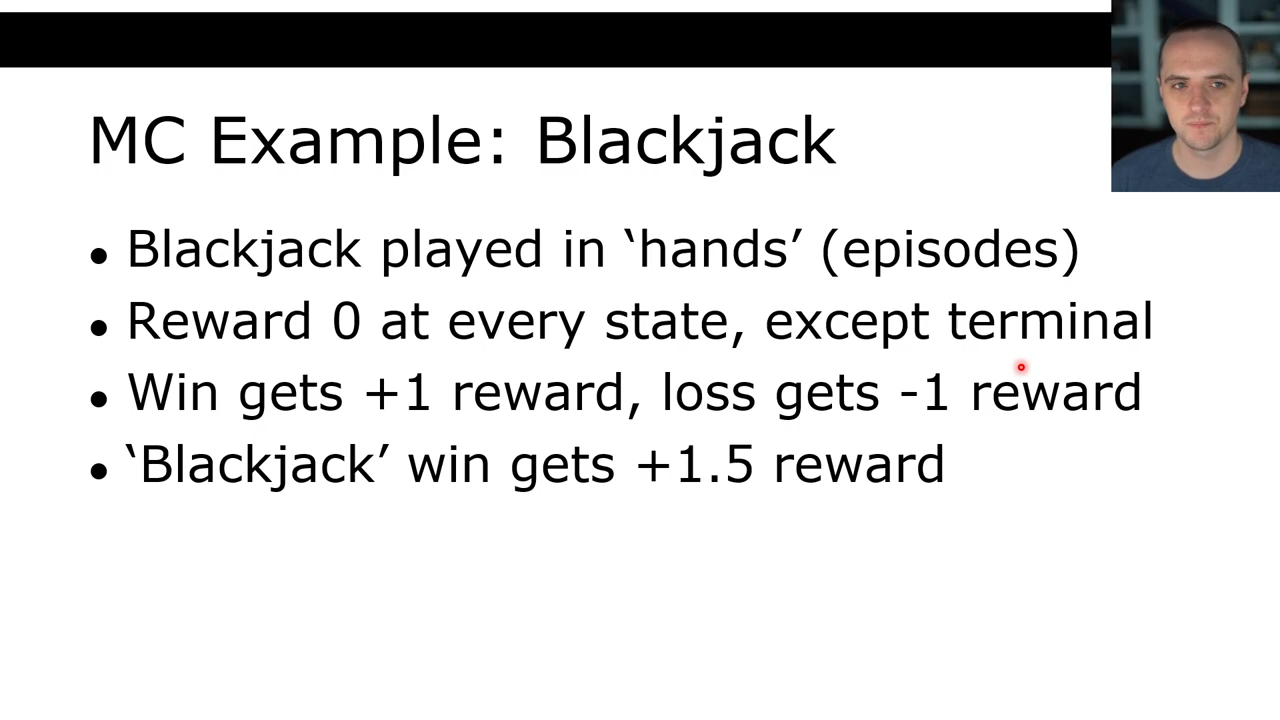 MC Example: Blackjack
• Blackjack played in ‘hands’ (episodes)
• Reward 0 at every state, except terminal
• Win gets +1 reward, loss gets -1 reward
• ‘Blackjack’ win gets +1.5 reward